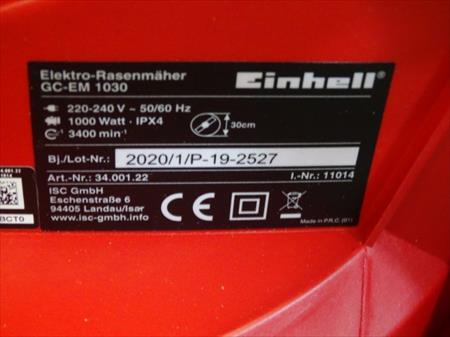 Elektro-Rasenmäher
GC-EM 1030
Einhell
220-240 V ~ 50/60 Hz
1000 Watt · IPX4
3400 min⁻¹
30cm
Bj./Lot-Nr.: 2020/1/P-19-2527
Art.-Nr.: 34.001.22 I.-Nr.: 11014
ISC GmbH
Eschenstraße 6
94405 Landau/Isar
www.isc-gmbh.info
CE
Made in P.R.C. (01)
BCT0